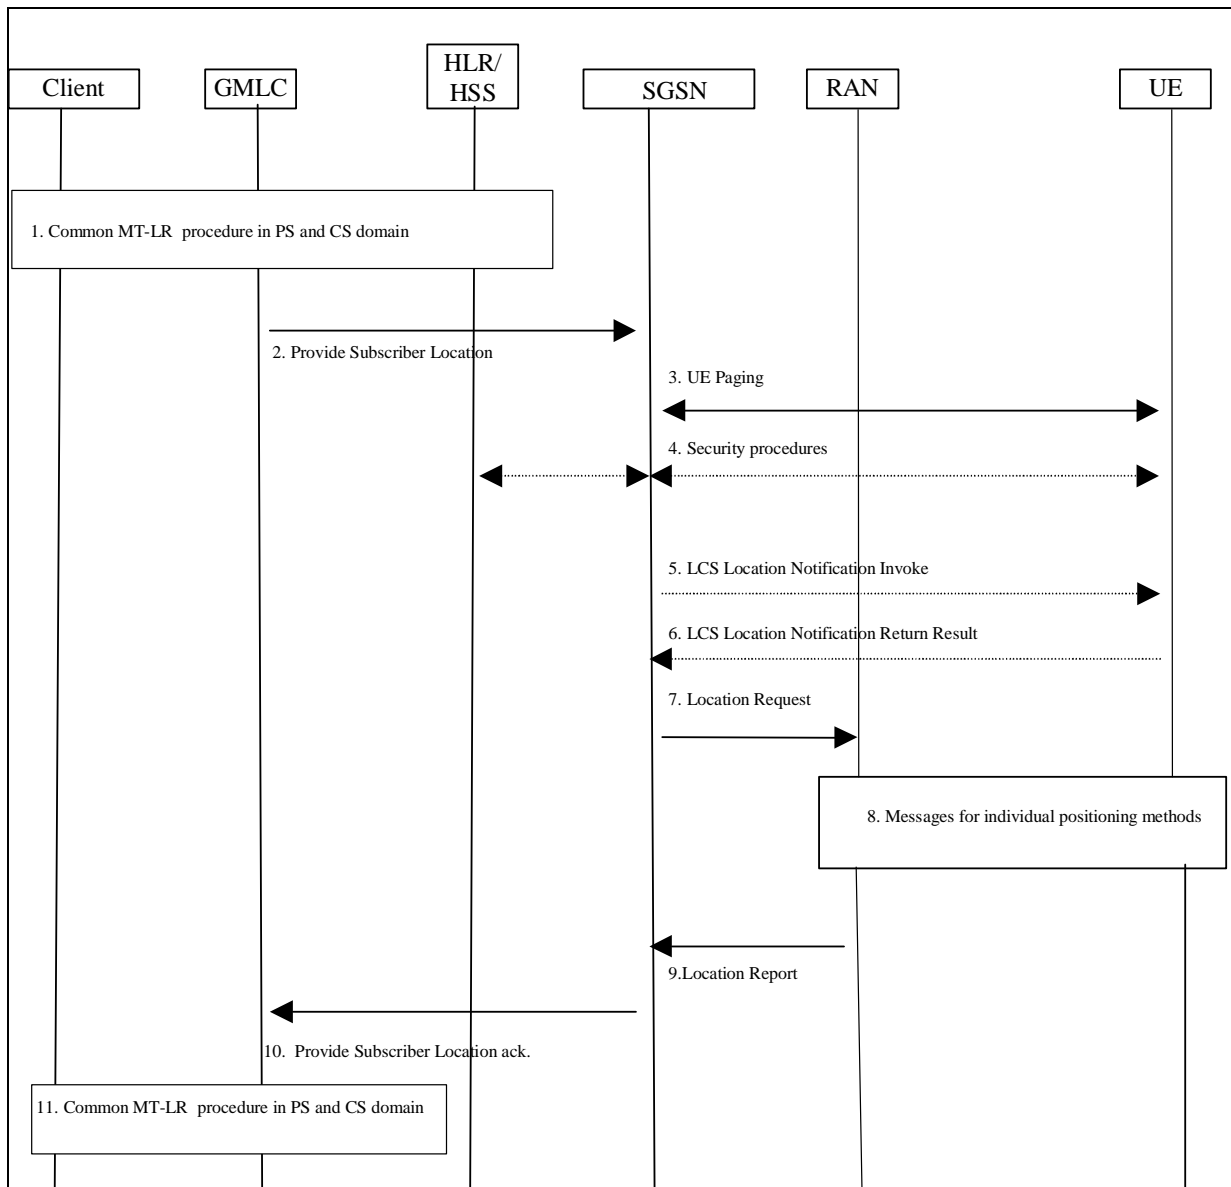 Client
GMLC
HLR/
HSS
SGSN
RAN
UE
1. Common MT-LR  procedure in PS and CS domain
2. Provide Subscriber Location
3. UE Paging
4. Security procedures
5. LCS Location Notification Invoke
6. LCS Location Notification Return Result
7. Location Request
8. Messages for individual positioning methods
9.Location Report
10.  Provide Subscriber Location ack.
11. Common MT-LR  procedure in PS and CS domain